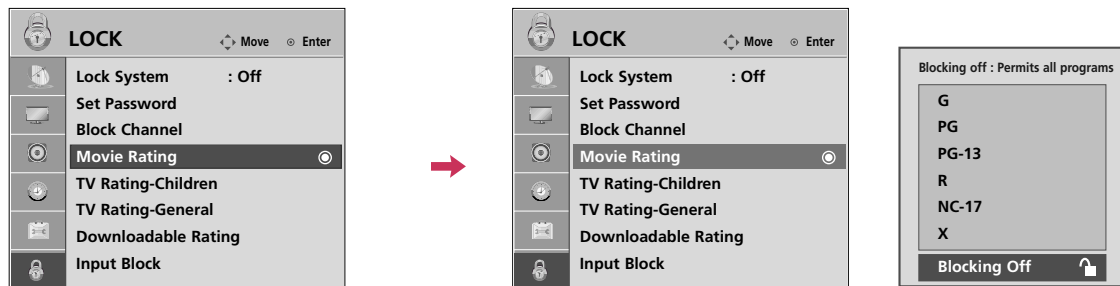 LOCK
Move Enter
Lock System : Off
Set Password
Block Channel
Movie Rating
TV Rating-Children
TV Rating-General
Downloadable Rating
Input Block
LOCK
Move Enter
Lock System : Off
Set Password
Block Channel
Movie Rating
TV Rating-Children
TV Rating-General
Downloadable Rating
Input Block
Blocking off : Permits all programs
G
PG
PG-13
R
NC-17
X
Blocking Off